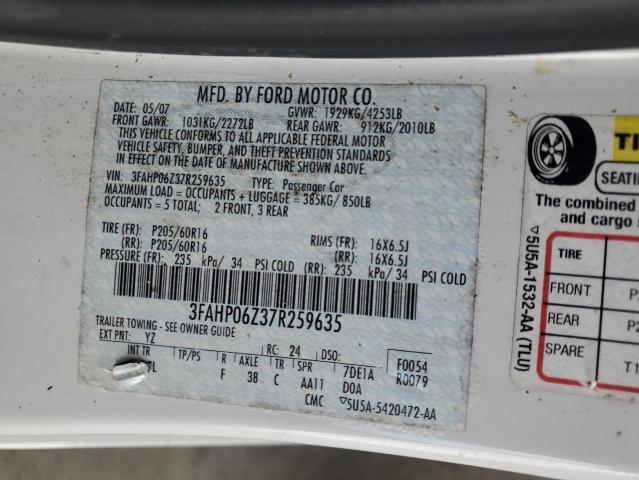 MFD. BY FORD MOTOR CO.
DATE: 05/07 GVWR: 1929KG/4253LB
FRONT GAWR: 1031KG/2272LB REAR GAWR: 912KG/2010LB
THIS VEHICLE CONFORMS TO ALL APPLICABLE FEDERAL MOTOR
VEHICLE SAFETY, BUMPER, AND THEFT PREVENTION STANDARDS
IN EFFECT ON THE DATE OF MANUFACTURE SHOWN ABOVE.
VIN: 3FAHP06Z37R259635 TYPE: Passenger Car
MAXIMUM LOAD = OCCUPANTS + LUGGAGE = 385KG/ 850LB
OCCUPANTS = 5 TOTAL; 2 FRONT, 3 REAR
TIRE (FR): P205/60R16 RIMS (FR): 16X6.5J
(RR): P205/60R16 (RR): 16X6.5J
PRESSURE (FR): 235 kPa/ 34 PSI COLD (RR): 235 kPa/ 34 PSI COLD
3FAHP06Z37R259635
TRAILER TOWING - SEE OWNER GUIDE
EXT PNT: YZ RC: 24 DSO: F0054
INT TR TP/PS R AXLE TR SPR 7DE1A R0079
FL F 38 C AA11 DOA
CMC ▽5U5A-5420472-AA
TI
SEATI
The combined
and cargo
TIRE
FRONT P
REAR P2
SPARE T1
▽5U5A-1532-AA (TLU)